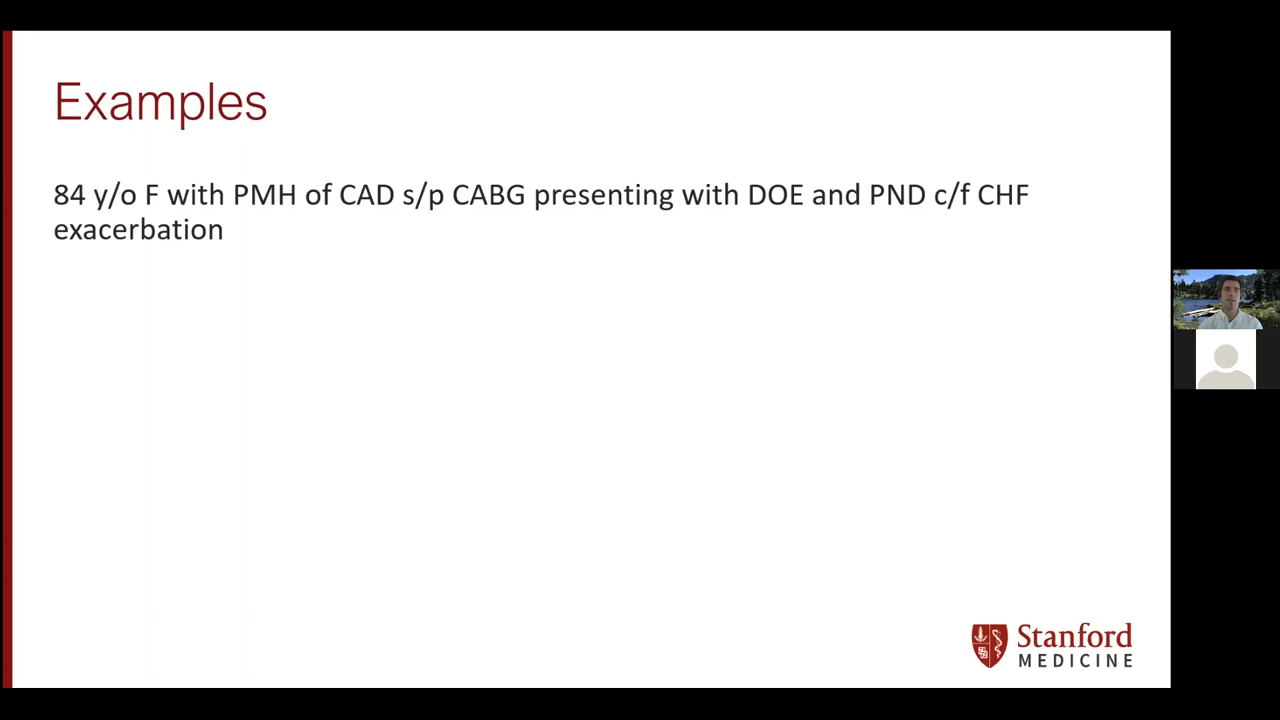 Examples
84 y/o F with PMH of CAD s/p CABG presenting with DOE and PND c/f CHF
exacerbation
Stanford
MEDICINE